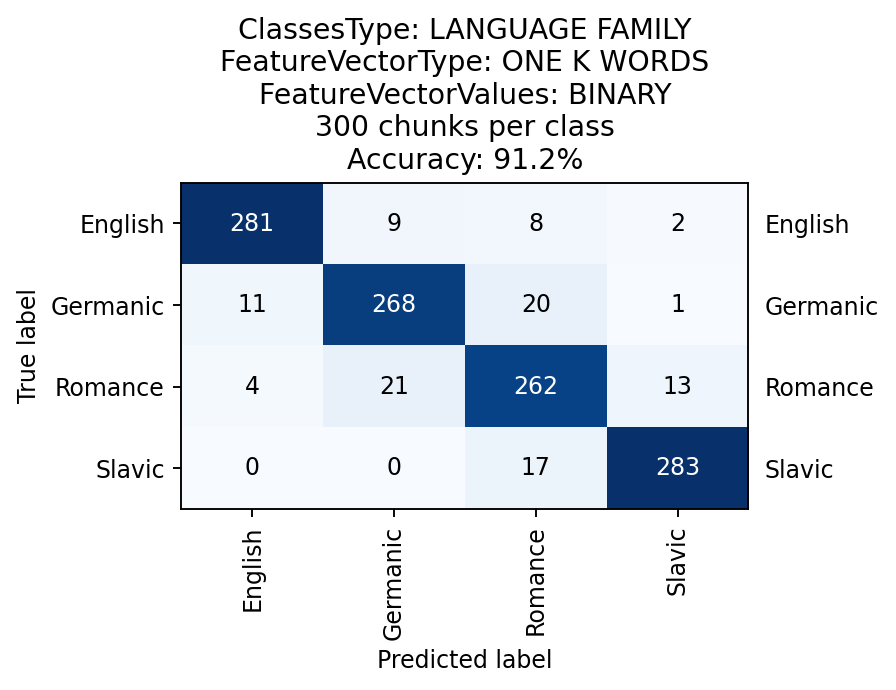 ClassesType: LANGUAGE FAMILY
FeatureVectorType: ONE K WORDS
FeatureVectorValues: BINARY
300 chunks per class
Accuracy: 91.2%
True label
English 281 9 8 2 English
Germanic 11 268 20 1 Germanic
Romance 4 21 262 13 Romance
Slavic 0 0 17 283 Slavic
English Germanic Romance Slavic
Predicted label